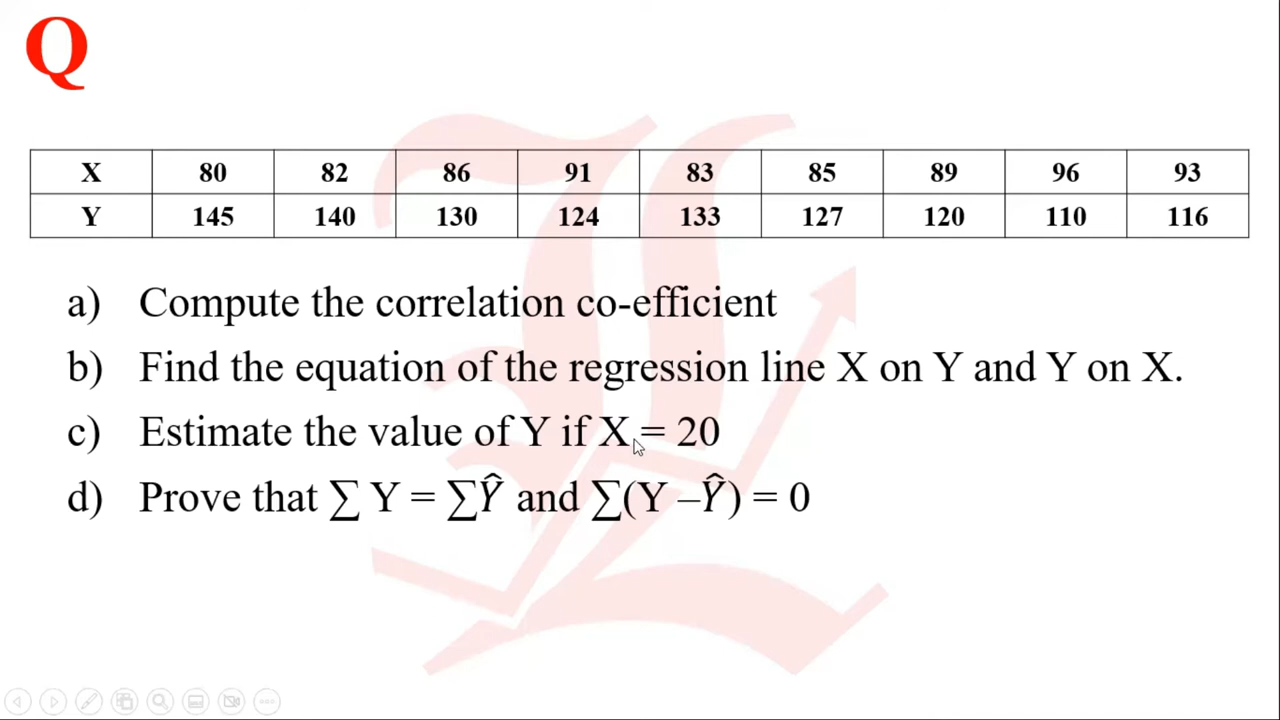 Q
X 80 82 86 91 83 85 89 96 93
Y 145 140 130 124 133 127 120 110 116
a) Compute the correlation co-efficient
b) Find the equation of the regression line X on Y and Y on X.
c) Estimate the value of Y if X = 20
d) Prove that ∑ Y = ∑Ŷ and ∑(Y –Ŷ) = 0